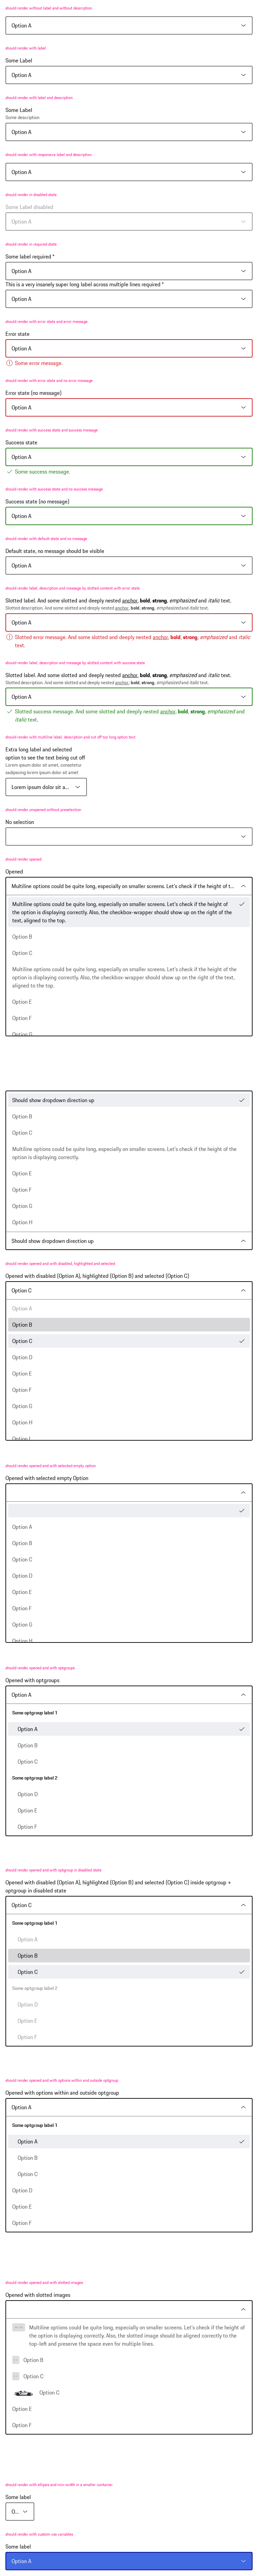 should render without label and without description
Option A
should render with label
Some Label
Option A
should render with label and description
Some Label
Some description
Option A
should render with responsive label and description
Option A
should render in disabled state
Some Label disabled
Option A
should render in required state
Some label required *
Option A
This is a very insanely super long label across multiple lines required *
Option A
should render with error state and error message
Error state
Option A
Some error message.
should render with error state and no error message
Error state (no message)
Option A
should render with success state and success message
Success state
Option A
Some success message.
should render with success state and no success message
Success state (no message)
Option A
should render with default state and no message
Default state, no message should be visible
Option A
should render label, description and message by slotted content with error state
Slotted label. And some slotted and deeply nested anchor, bold, strong, emphasized and italic text.
Slotted description. And some slotted and deeply nested anchor, bold, strong, emphasized and italic text.
Option A
Slotted error message. And some slotted and deeply nested anchor, bold, strong, emphasized and italic
text.
should render label, description and message by slotted content with success state
Slotted label. And some slotted and deeply nested anchor, bold, strong, emphasized and italic text.
Slotted description. And some slotted and deeply nested anchor, bold, strong, emphasized and italic text.
Option A
Slotted success message. And some slotted and deeply nested anchor, bold, strong, emphasized and
italic text.
should render with multiline label, description and cut off too long option text
Extra long label and selected
option to see the text being cut off
Lorem ipsum dolor sit amet, consetetur
sadipscing lorem ipsum dolor sit amet
Lorem ipsum dolor sit a...
should render unopened without preselection
No selection
should render opened
Opened
Multiline options could be quite long, especially on smaller screens. Let's check if the height of t...
Multiline options could be quite long, especially on smaller screens. Let's check if the height of
the option is displaying correctly. Also, the checkbox-wrapper should show up on the right of the
text, aligned to the top.
Option B
Option C
Multiline options could be quite long, especially on smaller screens. Let's check if the height of the
option is displaying correctly. Also, the checkbox-wrapper should show up on the right of the text,
aligned to the top.
Option E
Option F
Option G
Should show dropdown direction up
Option B
Option C
Multiline options could be quite long, especially on smaller screens. Let's check if the height of the
option is displaying correctly.
Option E
Option F
Option G
Option H
Should show dropdown direction up
should render opened and with disabled, highlighted and selected
Opened with disabled (Option A), highlighted (Option B) and selected (Option C)
Option C
Option A
Option B
Option C
Option D
Option E
Option F
Option G
Option H
Option I
should render opened and with selected empty option
Opened with selected empty Option
Option A
Option B
Option C
Option D
Option E
Option F
Option G
Option H
should render opened and with optgroups
Opened with optgroups
Option A
Some optgroup label 1
Option A
Option B
Option C
Some optgroup label 2
Option D
Option E
Option F
should render opened and with optgroup in disabled state
Opened with disabled (Option A), highlighted (Option B) and selected (Option C) inside optgroup +
optgroup in disabled state
Option C
Some optgroup label 1
Option A
Option B
Option C
Some optgroup label 2
Option D
Option E
Option F
should render opened and with options within and outside optgroup
Opened with options within and outside optgroup
Option A
Some optgroup label 1
Option A
Option B
Option C
Option D
Option E
Option F
should render opened and with slotted images
Opened with slotted images
Multiline options could be quite long, especially on smaller screens. Let's check if the height of
the option is displaying correctly. Also, the slotted image should be aligned correctly to the
top-left and preserve the space even for multiple lines.
Option B
Option C
Option C
Option E
Option F
should render with ellipsis and min-width in a smaller container
Some label
O...
should render with custom css variables
Some label
Option A